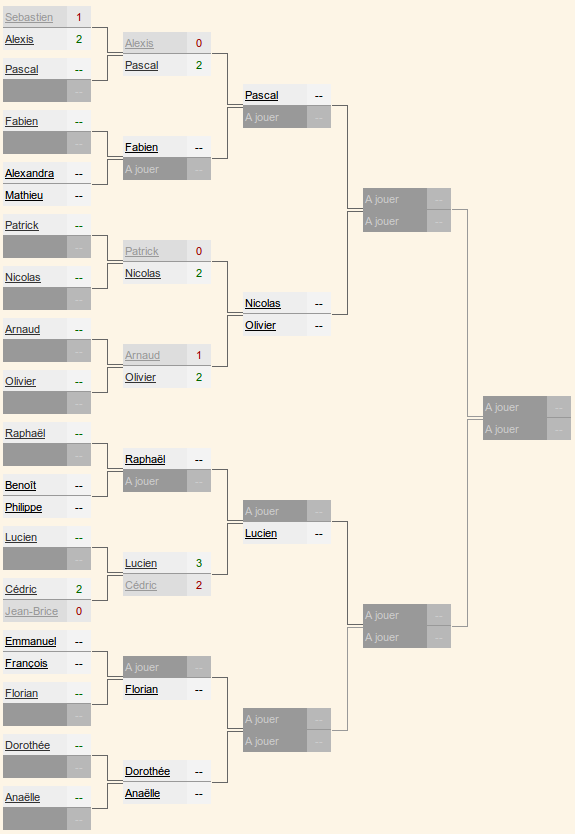 Sebastien 1
Alexis 2
Pascal --
--
Fabien --
--
Alexandra --
Mathieu --
Patrick --
--
Nicolas --
--
Arnaud --
--
Olivier --
--
Raphaël --
--
Benoît --
Philippe --
Lucien --
--
Cédric 2
Jean-Brice 0
Emmanuel --
François --
Florian --
--
Dorothée --
--
Anaëlle --
--
Alexis 0
Pascal 2
Fabien --
A jouer --
Patrick 0
Nicolas 2
Arnaud 1
Olivier 2
Raphaël --
A jouer --
Lucien 3
Cédric 2
A jouer --
Florian --
Dorothée --
Anaëlle --
Pascal --
A jouer --
Nicolas --
Olivier --
A jouer --
Lucien --
A jouer --
A jouer --
A jouer --
A jouer --
A jouer --
A jouer --
A jouer --
A jouer --